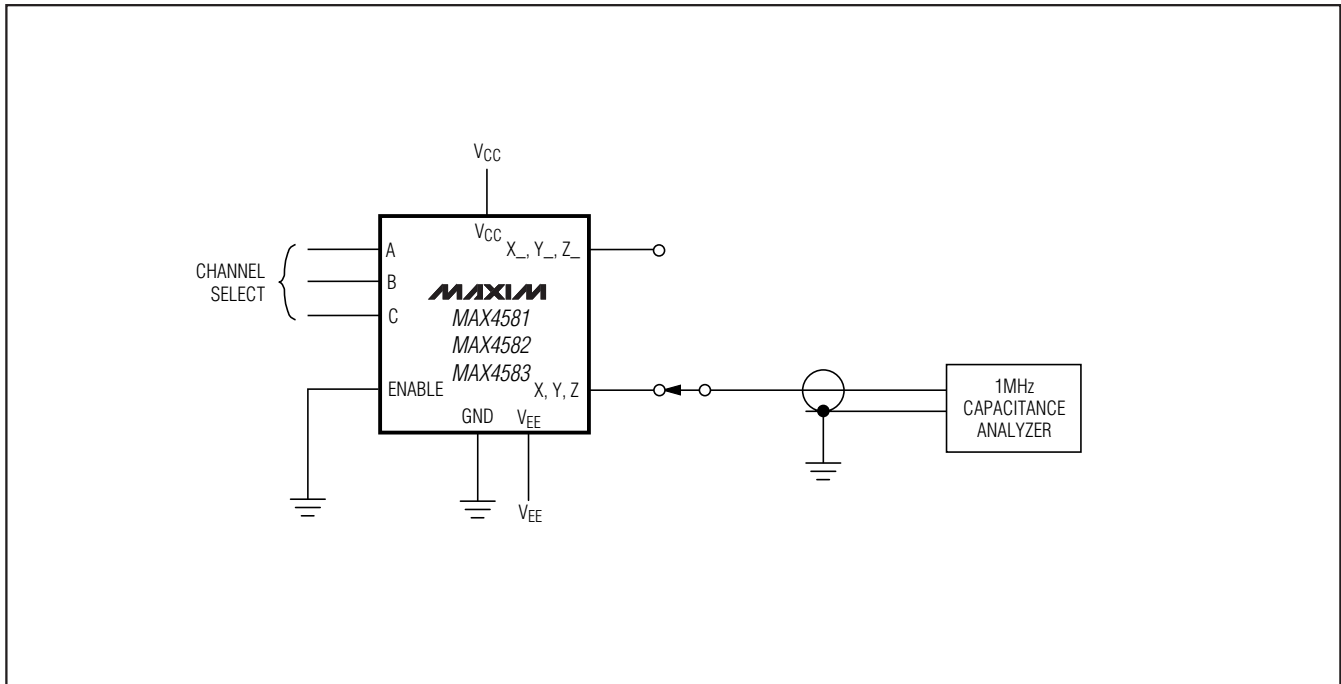 VCC
VCC
X_, Y_, Z_
A
CHANNEL
SELECT
B
MAXIM
C
MAX4581
MAX4582
MAX4583
ENABLE
X, Y, Z
GND
VEE
1MHz
CAPACITANCE
ANALYZER
VEE